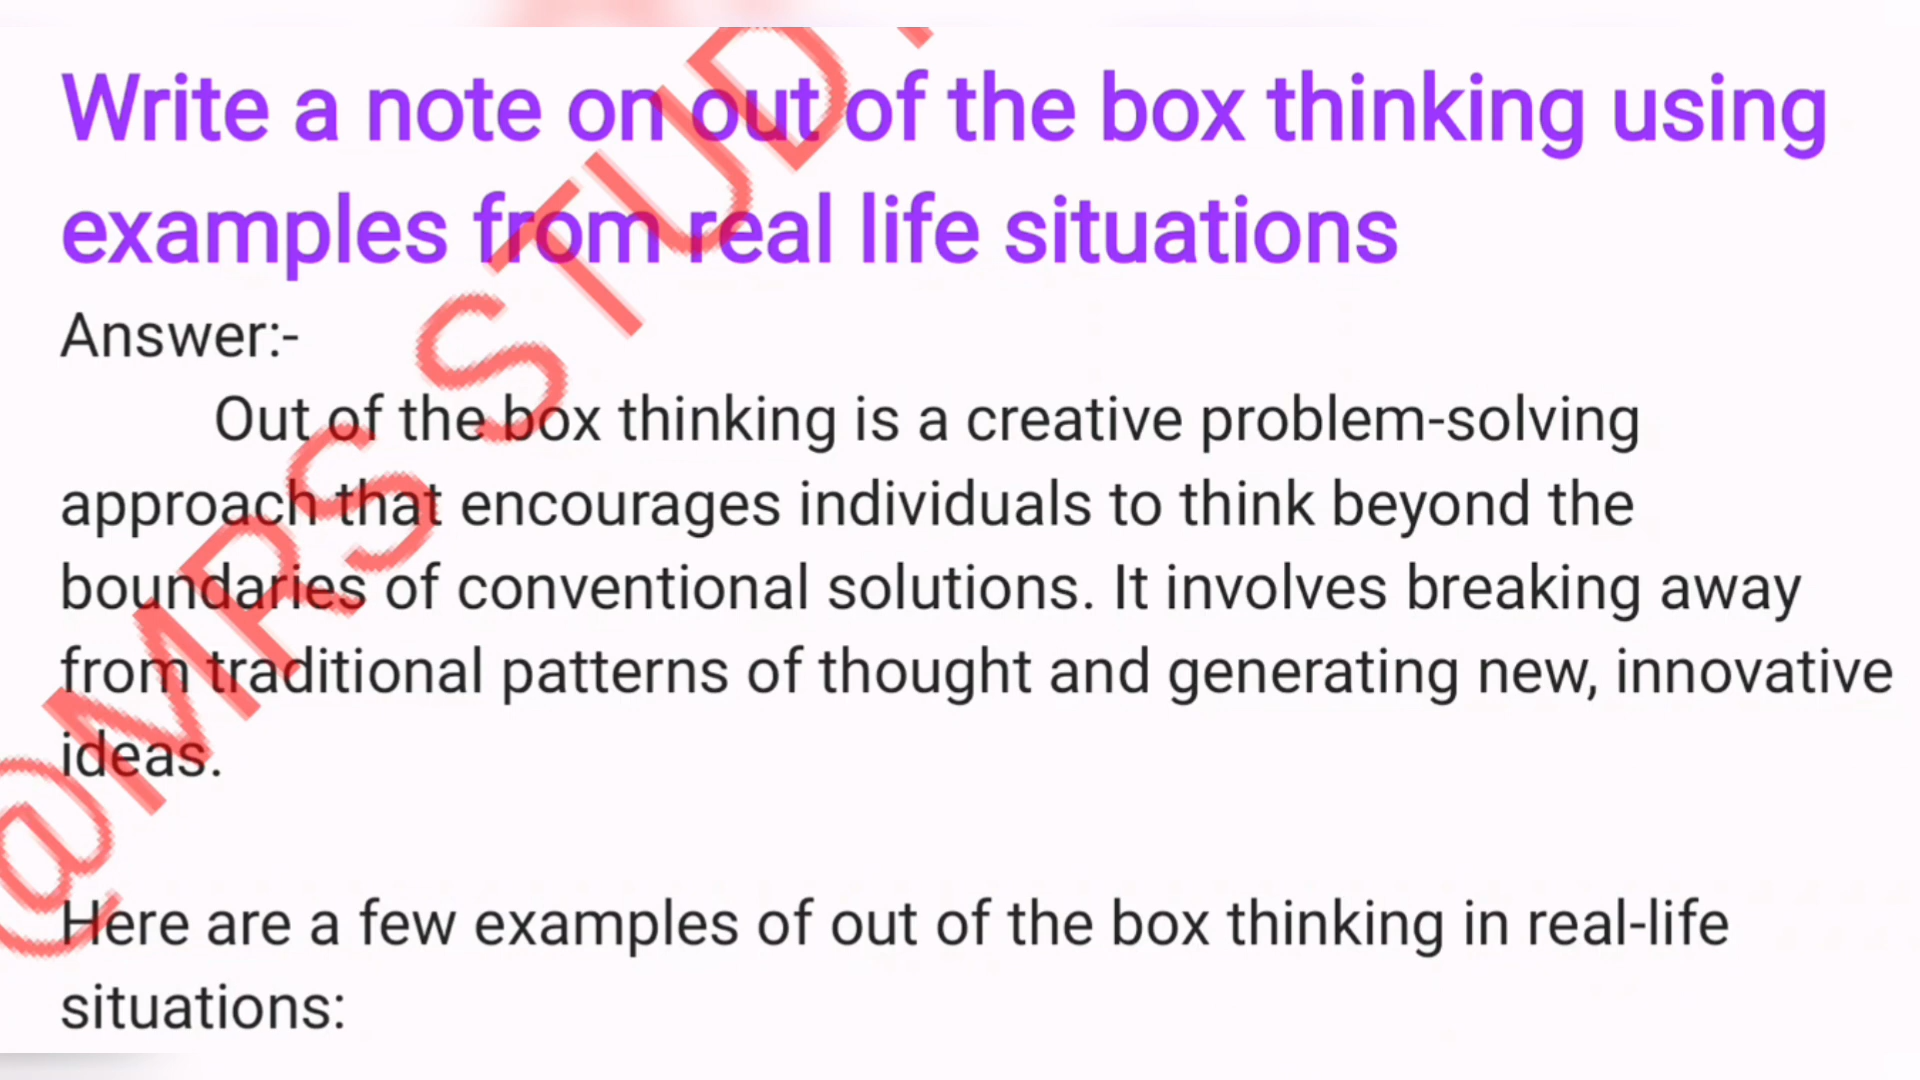 Write a note on out of the box thinking using
examples from real life situations
Answer:-
Out of the box thinking is a creative problem-solving
approach that encourages individuals to think beyond the
boundaries of conventional solutions. It involves breaking away
from traditional patterns of thought and generating new, innovative
ideas.
Here are a few examples of out of the box thinking in real-life
situations:
@MRS STUD